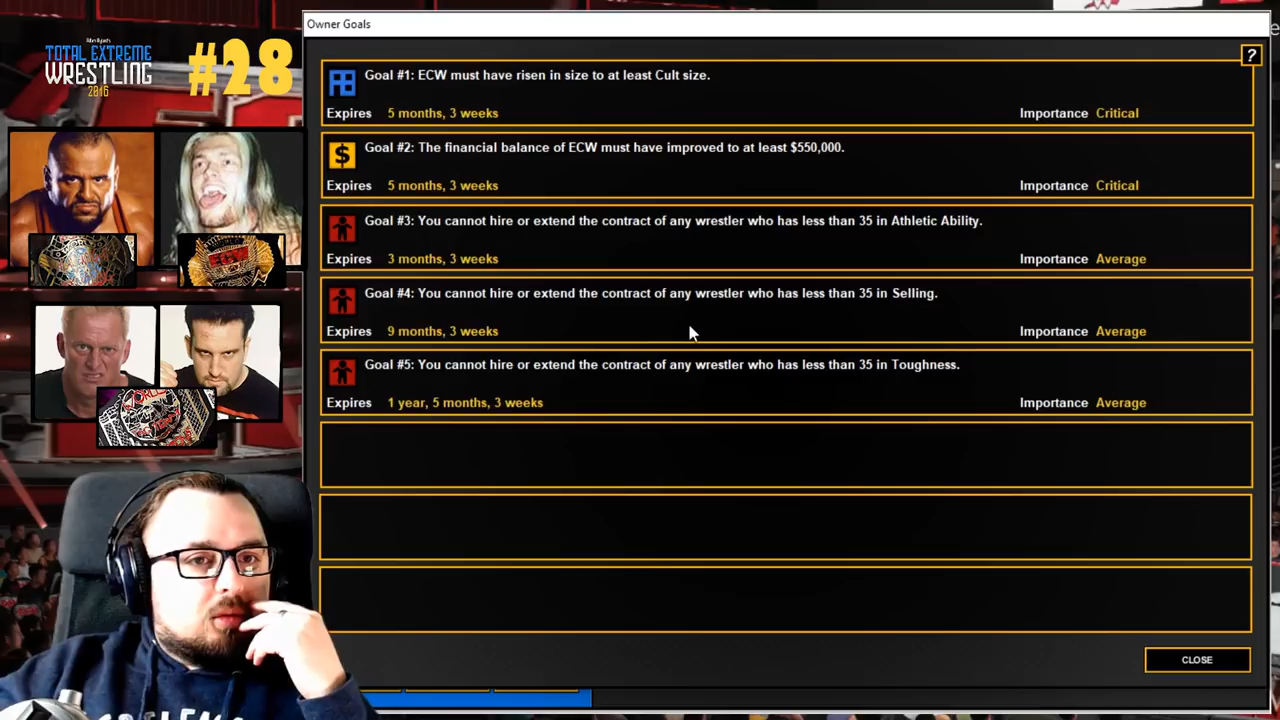 Owner Goals
Adam Ryland's
TOTAL EXTREME
WRESTLING
2016
#28
?
Goal #1: ECW must have risen in size to at least Cult size.
Expires 5 months, 3 weeks Importance Critical
$
Goal #2: The financial balance of ECW must have improved to at least $550,000.
Expires 5 months, 3 weeks Importance Critical
Goal #3: You cannot hire or extend the contract of any wrestler who has less than 35 in Athletic Ability.
Expires 3 months, 3 weeks Importance Average
Goal #4: You cannot hire or extend the contract of any wrestler who has less than 35 in Selling.
Expires 9 months, 3 weeks Importance Average
Goal #5: You cannot hire or extend the contract of any wrestler who has less than 35 in Toughness.
Expires 1 year, 5 months, 3 weeks Importance Average
ECW
CLOSE